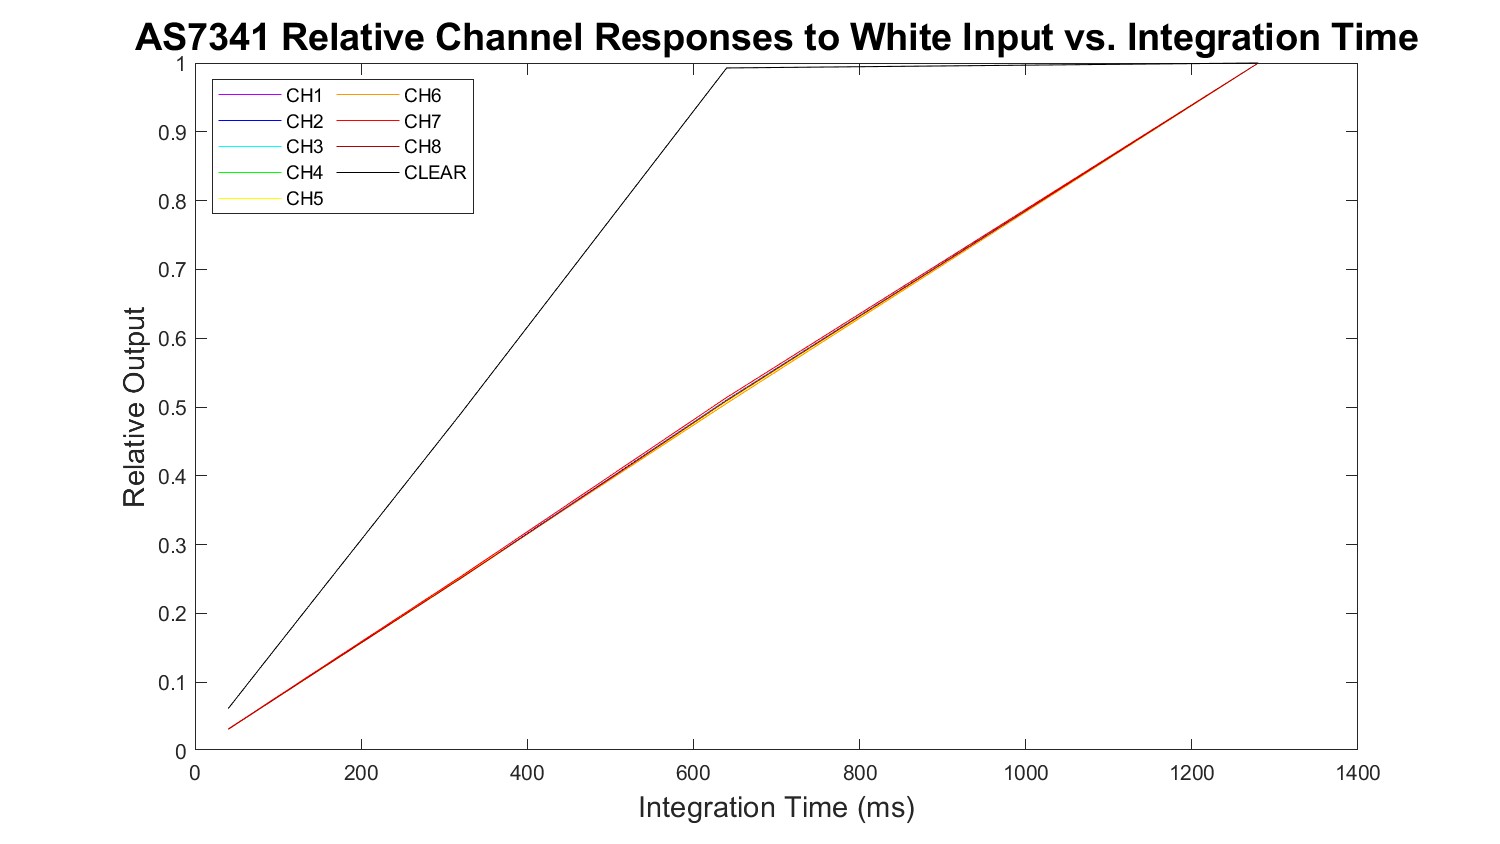 AS7341 Relative Channel Responses to White Input vs. Integration Time
1
0.9
0.8
0.7
0.6
0.5
0.4
0.3
0.2
0.1
0
Relative Output
CH1 CH6
CH2 CH7
CH3 CH8
CH4 CLEAR
CH5
0 200 400 600 800 1000 1200 1400
Integration Time (ms)